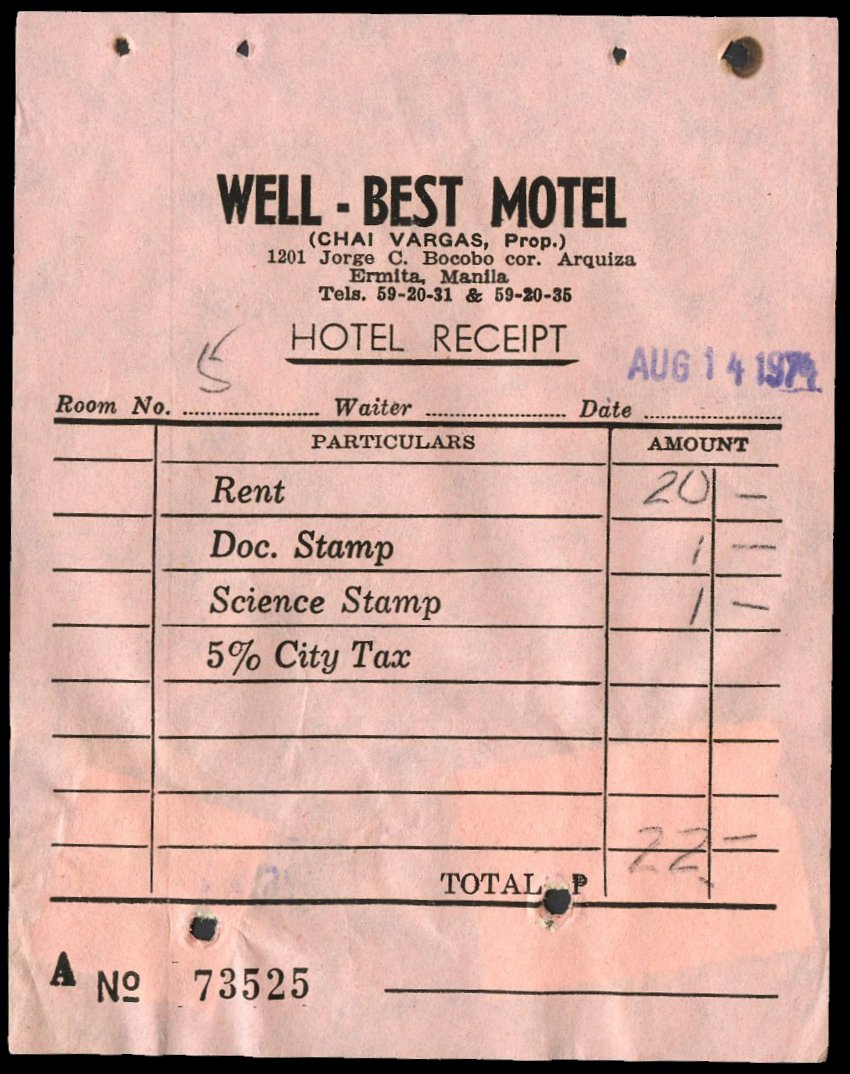 WELL - BEST MOTEL
(CHAI VARGAS, Prop.)
1201 Jorge C. Bocobo cor. Arquiza
Ermita, Manila
Tels. 59-20-31 & 59-20-35
HOTEL RECEIPT
AUG 14 1974
Room No. 5 Waiter Date
PARTICULARS AMOUNT
Rent 20 —
Doc. Stamp 1 —
Science Stamp 1 —
5% City Tax
TOTAL ₱ 22 —
A Nº 73525